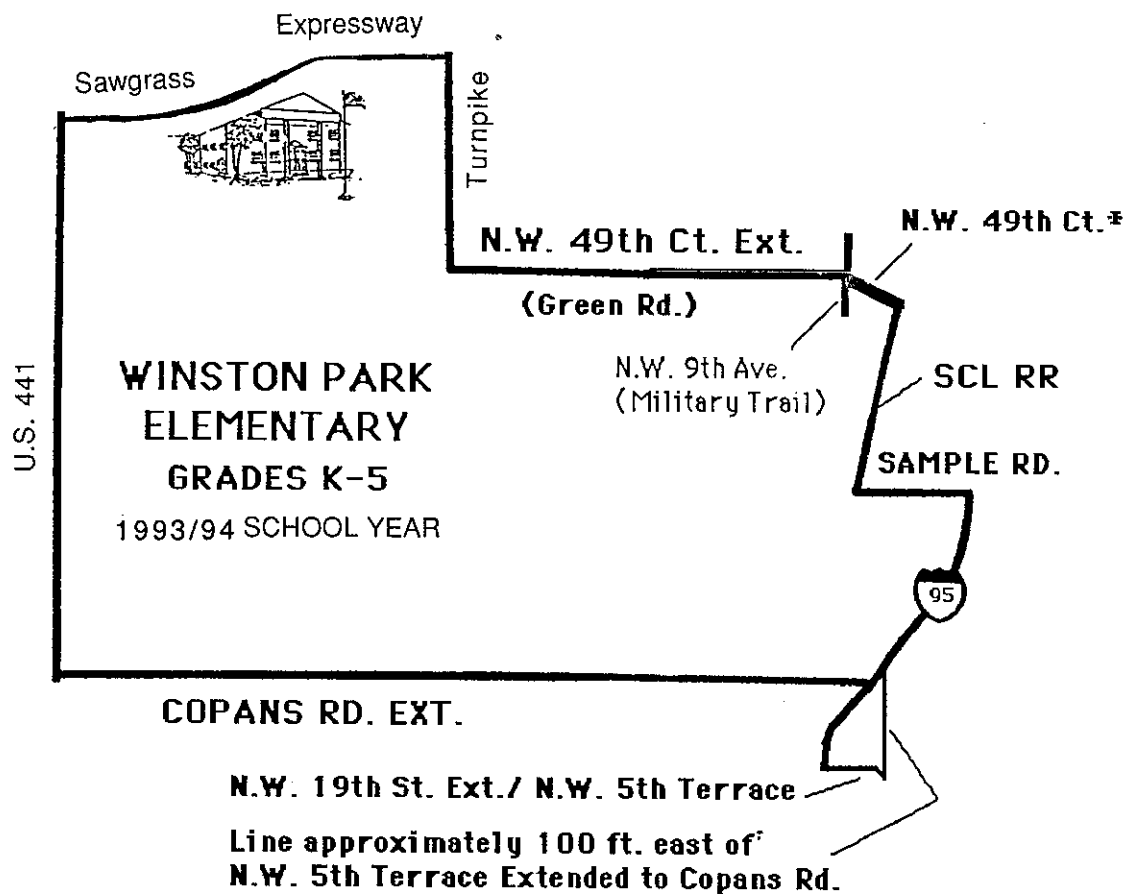 Expressway
Sawgrass
Turnpike
N.W. 49th Ct.
N.W. 49th Ct. Ext.
(Green Rd.)
N.W. 9th Ave.
(Military Trail)
U.S. 441
WINSTON PARK
ELEMENTARY
GRADES K-5
1993/94 SCHOOL YEAR
SCL RR
SAMPLE RD.
95
COPANS RD. EXT.
N.W. 19th St. Ext./ N.W. 5th Terrace
Line approximately 100 ft. east of
N.W. 5th Terrace Extended to Copans Rd.